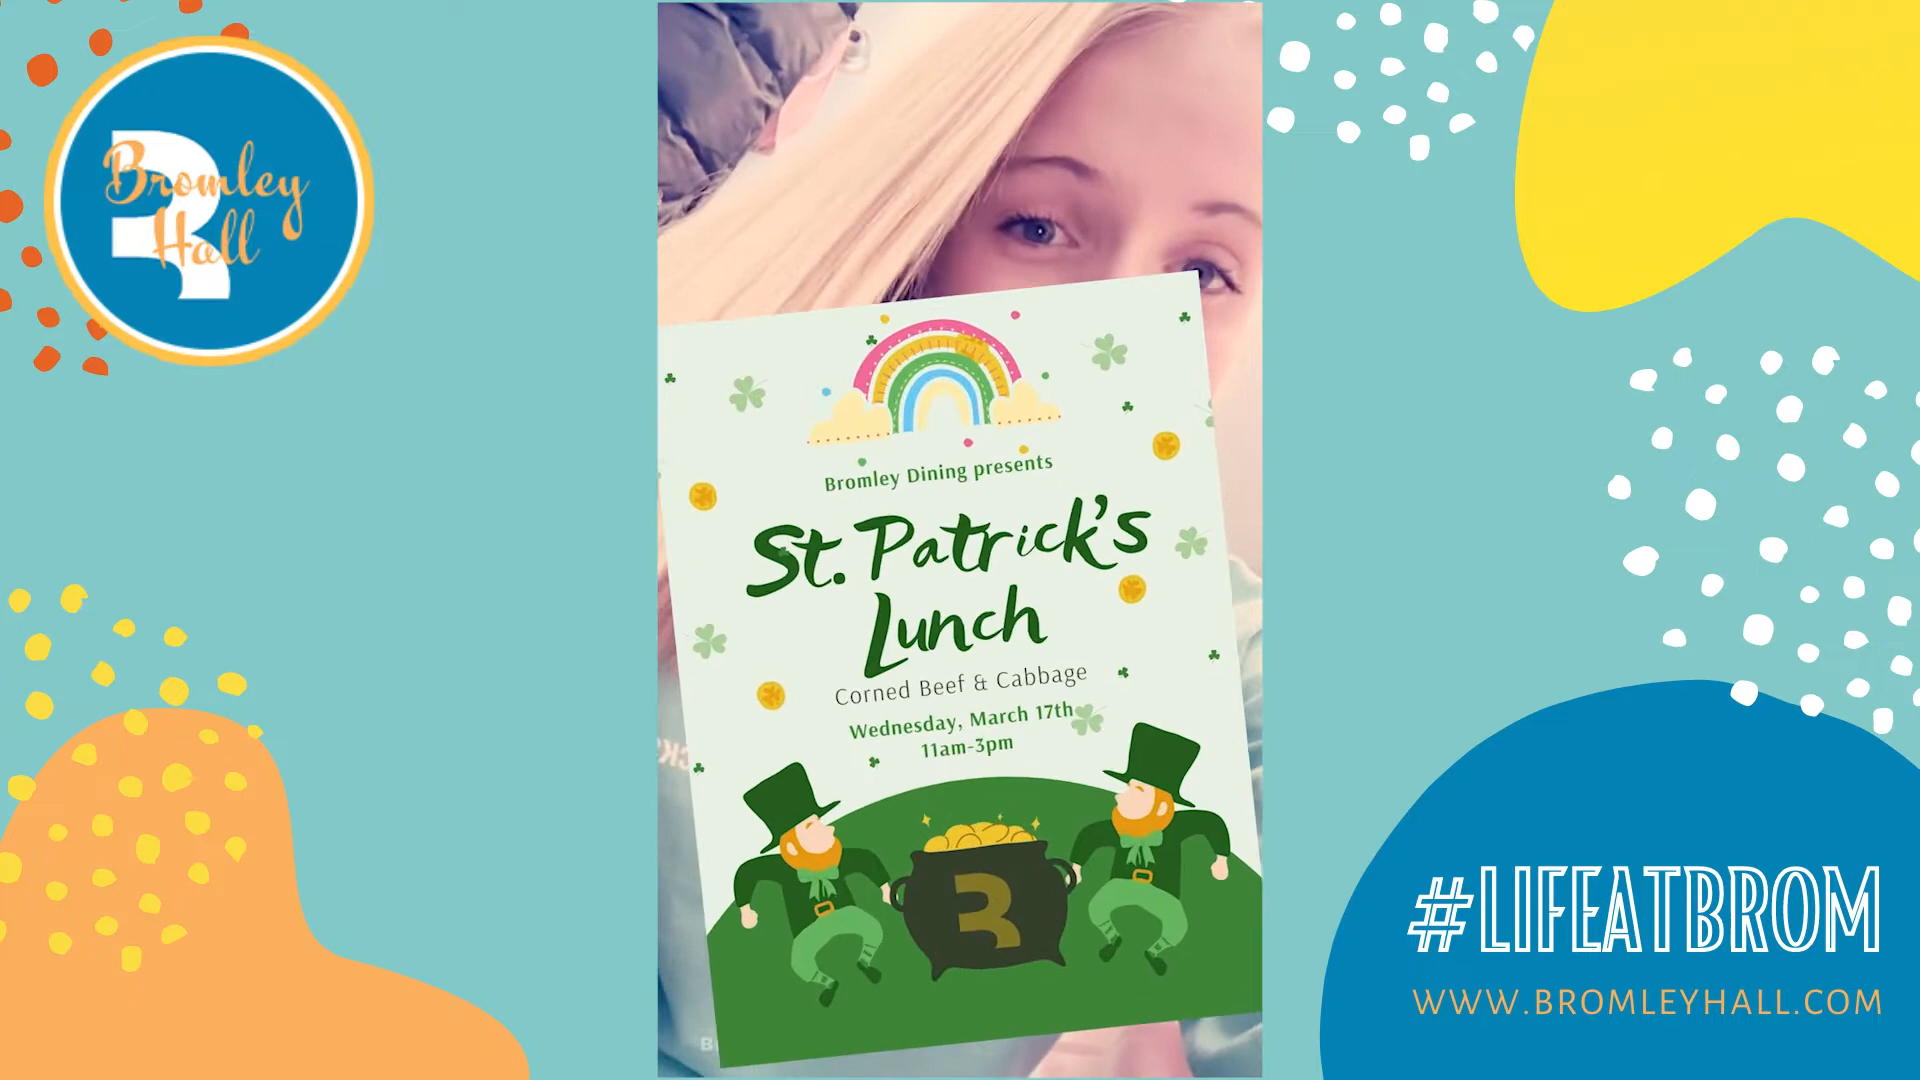 Bromley
Hall
Bromley Dining presents
St. Patrick's
Lunch
Corned Beef & Cabbage
Wednesday, March 17th
11am-3pm
#LIFEATBROM
WWW.BROMLEYHALL.COM